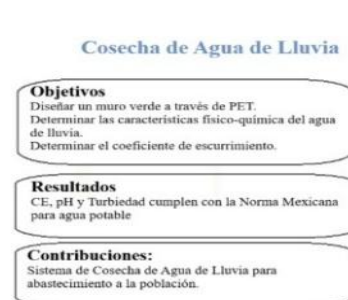 Cosecha de Agua de Lluvia
Objetivos
Diseñar un muro verde a través de PET.
Determinar las características físico-química del agua
de lluvia.
Determinar el coeficiente de escurrimiento.
Resultados
CE, pH y Turbiedad cumplen con la Norma Mexicana
para agua potable
Contribuciones:
Sistema de Cosecha de Agua de Lluvia para
abastecimiento a la población.